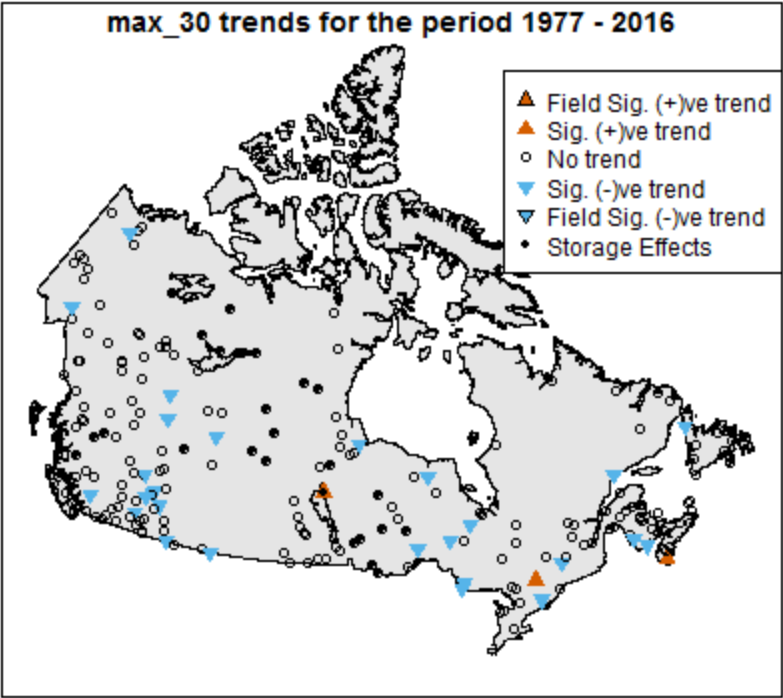 max_30 trends for the period 1977 - 2016
Field Sig. (+)ve trend
Sig. (+)ve trend
No trend
Sig. (-)ve trend
Field Sig. (-)ve trend
Storage Effects